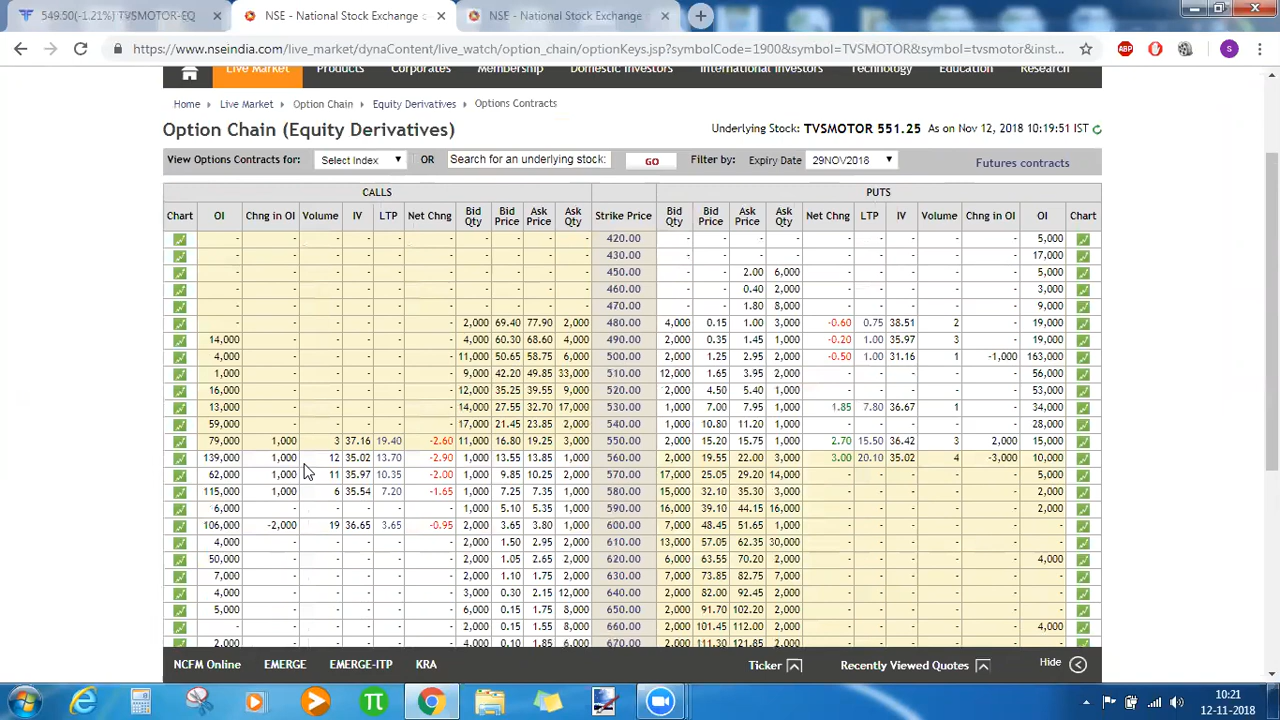 549.50(-1.21%) TVSMOTOR-EQ × NSE - National Stock Exchange × NSE - National Stock Exchange ×
https://www.nseindia.com/live_market/dynaContent/live_watch/option_chain/optionKeys.jsp?symbolCode=1900&symbol=TVSMOTOR&symbol=tvsmotor&inst... ABP S
Live Market Products Corporates Membership Domestic Investors International Investors Technology Education Research
Home Live Market Option Chain Equity Derivatives Options Contracts
Option Chain (Equity Derivatives) Underlying Stock: TVSMOTOR 551.25 As on Nov 12, 2018 10:19:51 IST
View Options Contracts for: Select Index OR Search for an underlying stock: GO Filter by: Expiry Date 29NOV2018 Futures contracts
CALLS PUTS
Chart OI Chng in OI Volume IV LTP Net Chng Bid Qty Bid Price Ask Price Ask Qty Strike Price Bid Qty Bid Price Ask Price Ask Qty Net Chng LTP IV Volume Chng in OI OI Chart
- - - - - - - - - - 420.00 - - - - - - - - - 5,000
- - - - - - - - - - 430.00 - - - - - - - - - 17,000
- - - - - - - - - - 450.00 - - 2.00 6,000 - - - - - 5,000
- - - - - - - - - - 460.00 - - 0.40 2,000 - - - - - 3,000
- - - - - - - - - - 470.00 - - 1.80 8,000 - - - - - 9,000
- - - - - - 2,000 69.40 77.90 2,000 480.00 4,000 0.15 1.00 3,000 -0.60 0.75 38.51 2 - 19,000
14,000 - - - - - 4,000 60.30 68.60 4,000 490.00 2,000 0.35 1.45 1,000 -0.20 1.00 35.97 3 - 19,000
4,000 - - - - - 11,000 50.65 58.75 6,000 500.00 2,000 1.25 2.95 2,000 -0.50 1.00 31.16 1 -1,000 163,000
1,000 - - - - - 9,000 42.20 49.85 33,000 510.00 12,000 1.65 3.95 2,000 - - - - - 56,000
16,000 - - - - - 12,000 35.25 39.55 9,000 520.00 2,000 4.50 5.40 1,000 - - - - - 53,000
13,000 - - - - - 14,000 27.55 32.70 17,000 530.00 1,000 7.00 7.95 1,000 1.85 7.80 36.67 1 - 34,000
59,000 - - - - - 17,000 21.45 23.85 2,000 540.00 1,000 10.80 11.20 1,000 - - - - - 28,000
79,000 1,000 3 37.16 19.40 -2.60 11,000 16.80 19.25 3,000 550.00 2,000 15.20 15.75 1,000 2.70 15.50 36.42 3 2,000 15,000
139,000 1,000 12 35.02 13.70 -2.90 1,000 13.55 13.85 1,000 560.00 2,000 19.55 22.00 3,000 3.00 20.10 35.02 4 -3,000 10,000
62,000 1,000 11 35.97 10.35 -2.00 1,000 9.85 10.25 2,000 570.00 17,000 25.05 29.20 14,000 - - - - - 5,000
115,000 1,000 6 35.54 7.20 -1.65 1,000 7.25 7.35 1,000 580.00 15,000 32.10 35.30 3,000 - - - - - 2,000
6,000 - - - - - 1,000 5.10 5.35 1,000 590.00 16,000 39.10 44.15 16,000 - - - - - 2,000
106,000 -2,000 19 36.65 3.65 -0.95 2,000 3.65 3.80 1,000 600.00 7,000 48.45 51.65 1,000 - - - - - -
4,000 - - - - - 2,000 1.50 2.95 2,000 610.00 13,000 57.05 62.35 30,000 - - - - - -
50,000 - - - - - 2,000 1.05 2.65 2,000 620.00 6,000 63.55 70.20 2,000 - - - - - 4,000
7,000 - - - - - 2,000 1.10 1.75 2,000 630.00 7,000 73.85 82.75 7,000 - - - - - -
4,000 - - - - - 3,000 0.30 2.15 12,000 640.00 2,000 82.00 92.45 2,000 - - - - - -
5,000 - - - - - 6,000 0.15 1.75 8,000 650.00 2,000 91.70 102.20 2,000 - - - - - -
- - - - - - 2,000 0.15 1.55 8,000 660.00 2,000 101.45 112.00 2,000 - - - - - 4,000
2,000 - - - - - 4,000 0.10 1.85 6,000 670.00 2,000 111.30 121.85 2,000 - - - - - -
NCFM Online EMERGE EMERGE-ITP KRA Ticker Recently Viewed Quotes Hide
10:21
12-11-2018